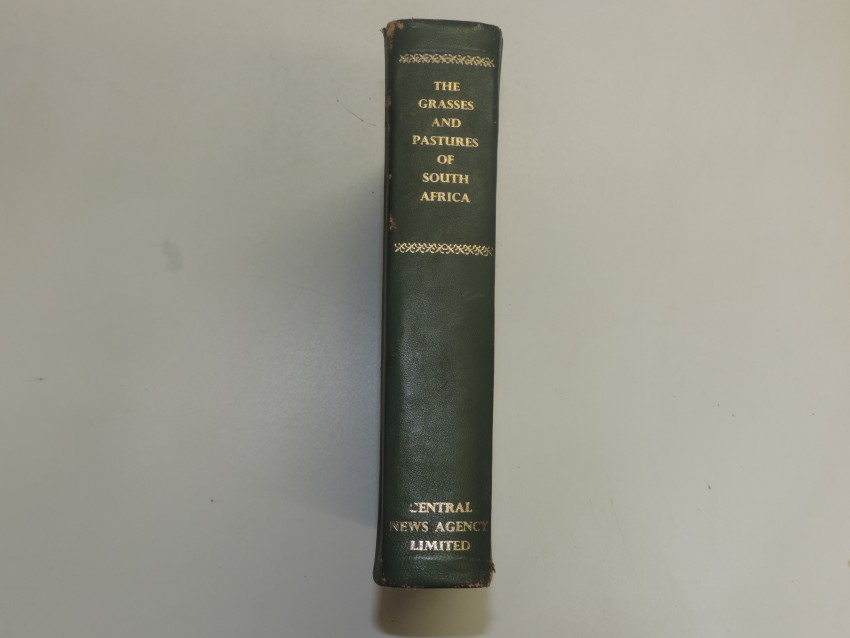 THE
GRASSES
AND
PASTURES
OF
SOUTH
AFRICA
CENTRAL
NEWS AGENCY
LIMITED